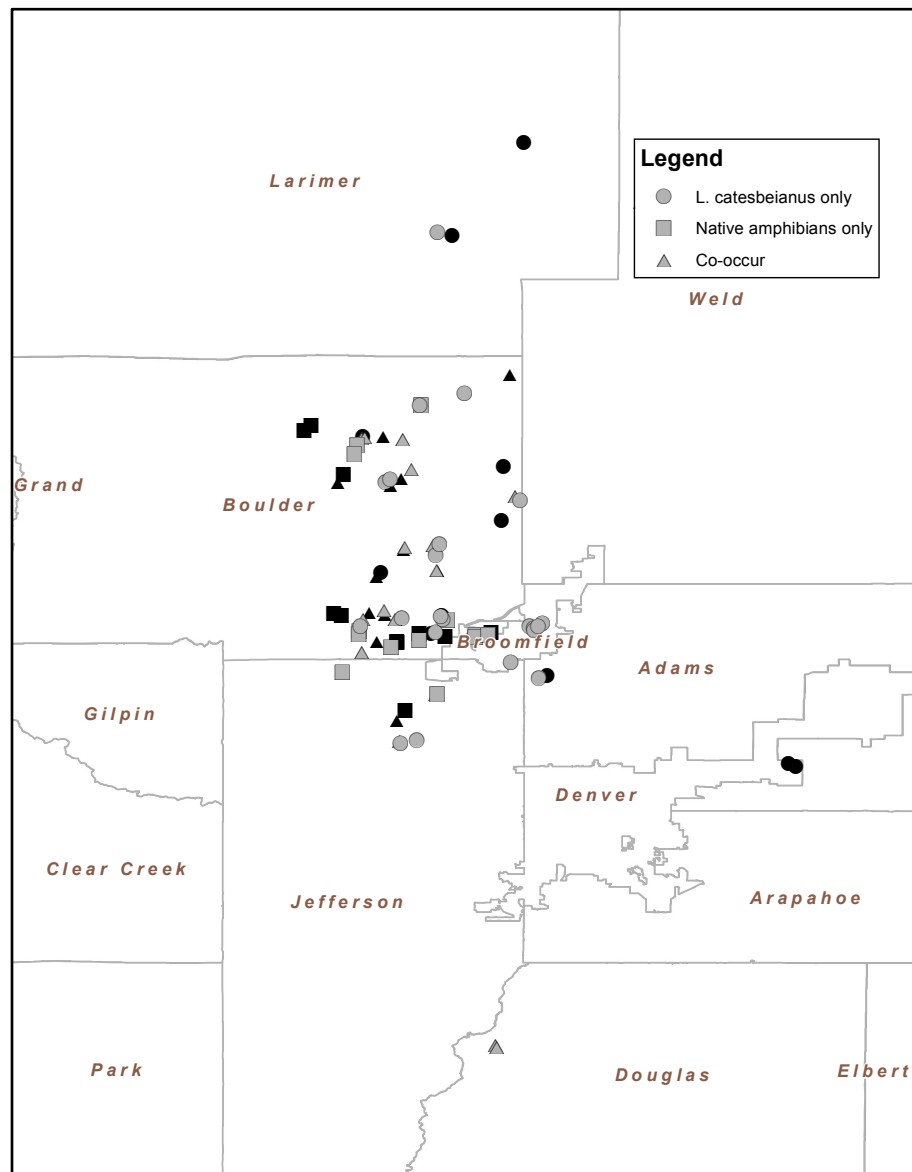 Larimer
Legend
L. catesbeianus only
Native amphibians only
Co-occur
Weld
Grand
Boulder
Broomfield
Adams
Gilpin
Denver
Clear Creek
Jefferson
Arapahoe
Park
Douglas
Elbert